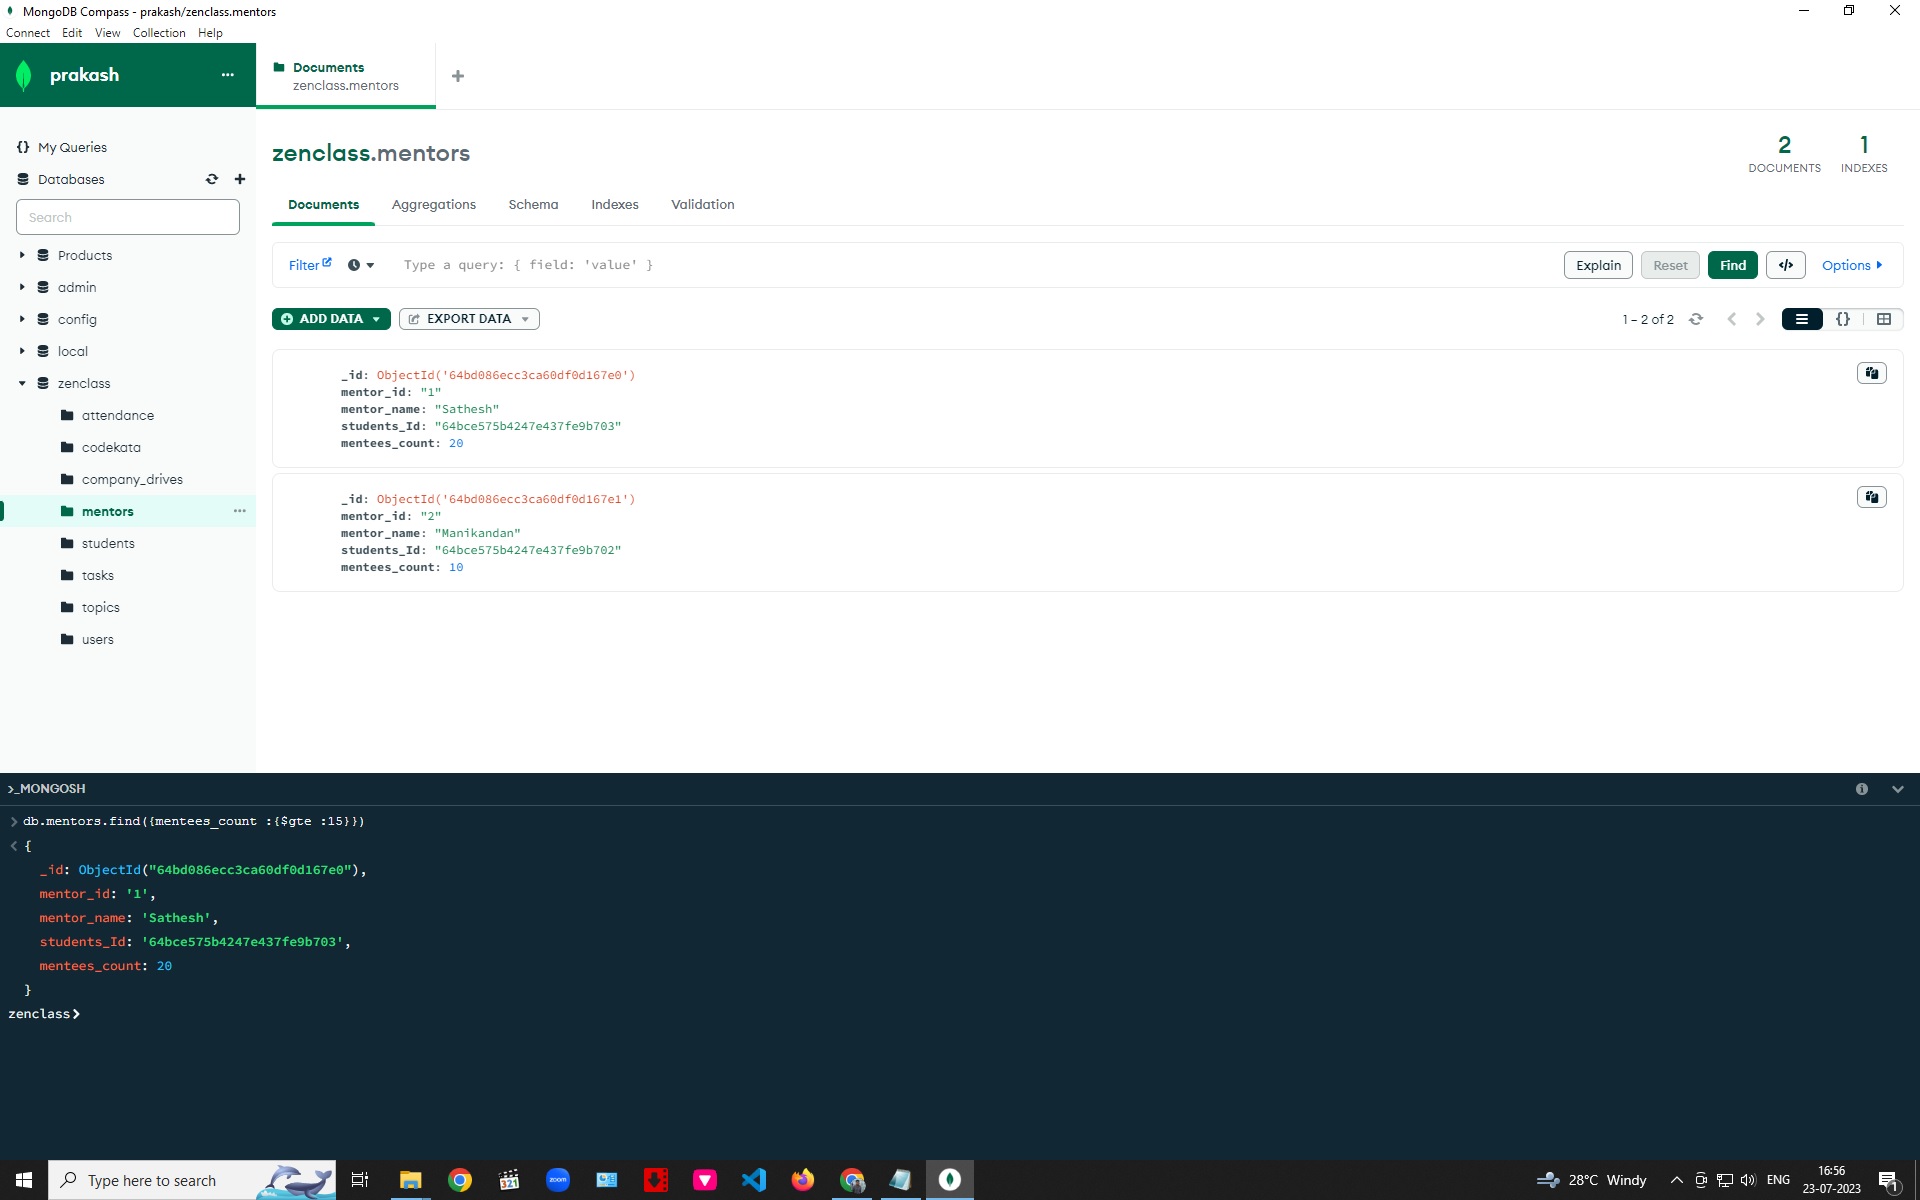 MongoDB Compass - prakash/zenclass.mentors
Connect Edit View Collection Help
prakash
Documents
zenclass.mentors
My Queries
Databases
Search
Products
admin
config
local
zenclass
attendance
codekata
company_drives
mentors
students
tasks
topics
users
zenclass.mentors
2
DOCUMENTS
1
INDEXES
Documents Aggregations Schema Indexes Validation
Filter Type a query: { field: 'value' } Explain Reset Find </> Options
ADD DATA EXPORT DATA 1 – 2 of 2 {}
_id: ObjectId('64bd086ecc3ca60df0d167e0')
mentor_id: "1"
mentor_name: "Sathesh"
students_Id: "64bce575b4247e437fe9b703"
mentees_count: 20
_id: ObjectId('64bd086ecc3ca60df0d167e1')
mentor_id: "2"
mentor_name: "Manikandan"
students_Id: "64bce575b4247e437fe9b702"
mentees_count: 10
>_MONGOSH
> db.mentors.find({mentees_count :{$gte :15}})
< {
_id: ObjectId("64bd086ecc3ca60df0d167e0"),
mentor_id: '1',
mentor_name: 'Sathesh',
students_Id: '64bce575b4247e437fe9b703',
mentees_count: 20
}
zenclass>
Type here to search
321
zoom
28°C Windy
ENG
16:56
23-07-2023
1